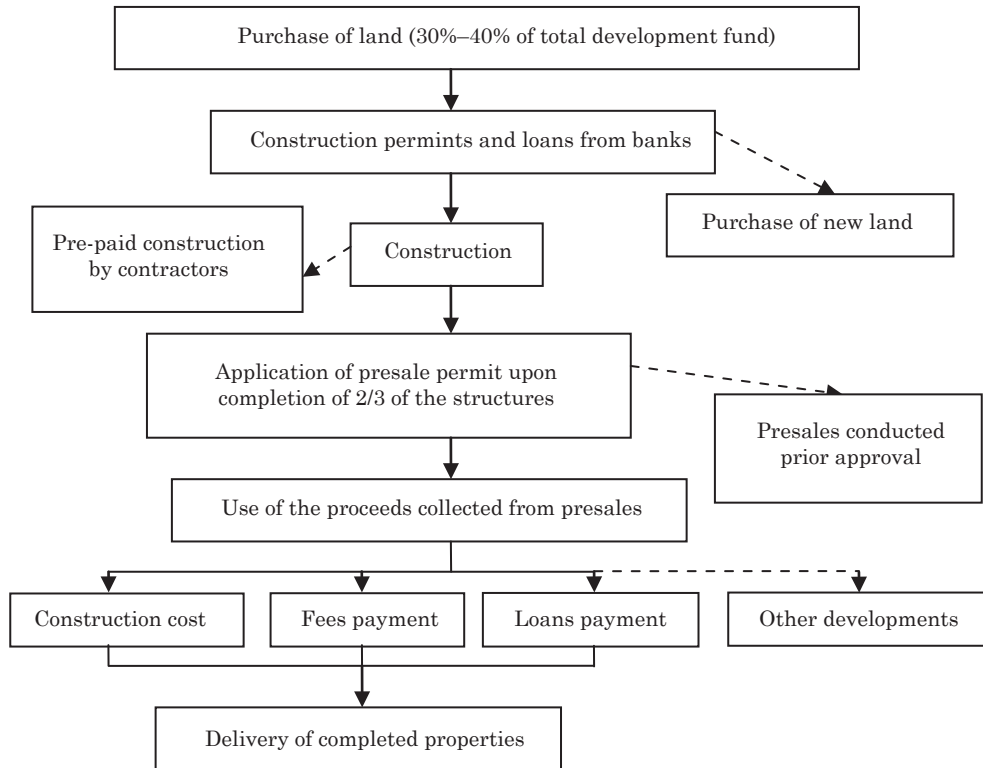 Purchase of land (30%–40% of total development fund)
Construction permints and loans from banks
Purchase of new land
Pre-paid construction
by contractors
Construction
Application of presale permit upon
completion of 2/3 of the structures
Presales conducted
prior approval
Use of the proceeds collected from presales
Construction cost
Fees payment
Loans payment
Other developments
Delivery of completed properties